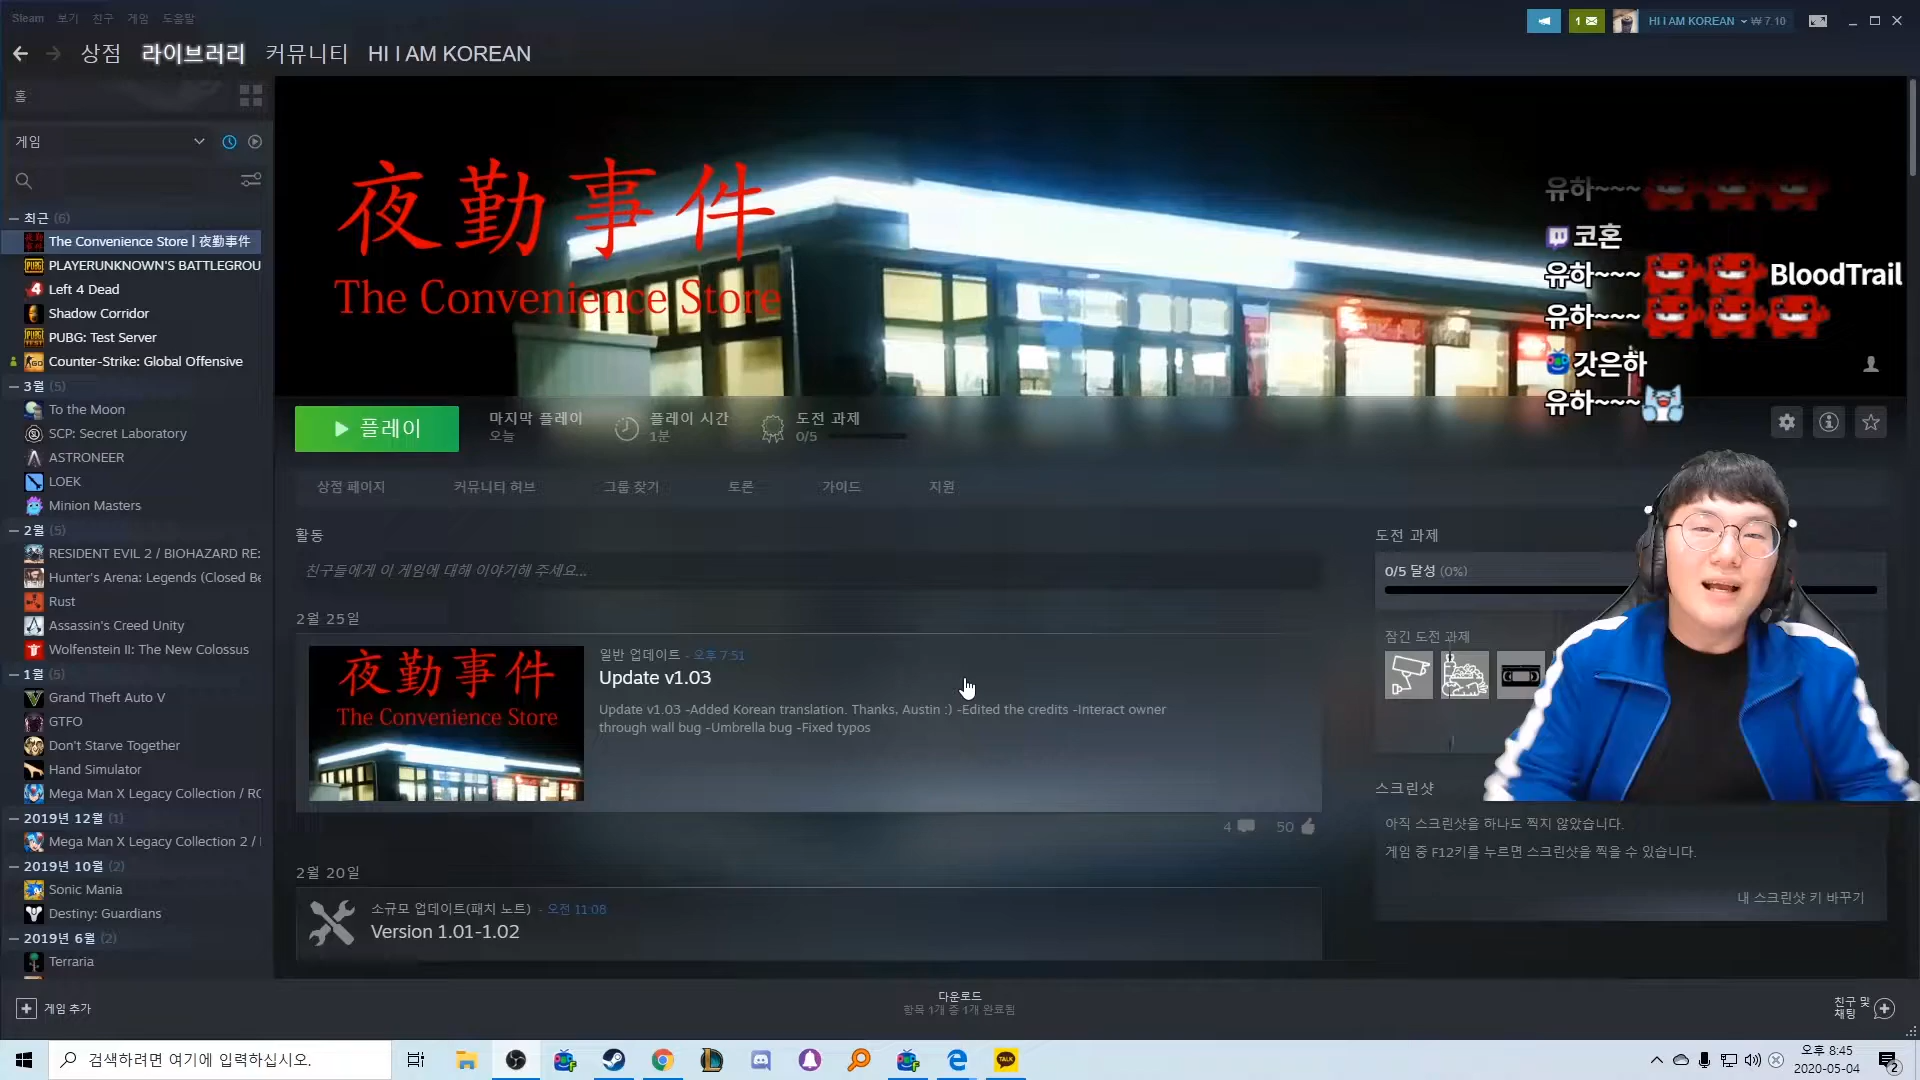 Steam 보기 친구 게임 도움말
1
HI I AM KOREAN ₩ 7.10
상점 라이브러리 커뮤니티 HI I AM KOREAN
홈
게임
최근 (6)
The Convenience Store | 夜勤事件
PLAYERUNKNOWN'S BATTLEGROU
Left 4 Dead
Shadow Corridor
PUBG: Test Server
Counter-Strike: Global Offensive
3월 (5)
To the Moon
SCP: Secret Laboratory
ASTRONEER
LOEK
Minion Masters
2월 (5)
RESIDENT EVIL 2 / BIOHAZARD RE:
Hunter's Arena: Legends (Closed Be
Rust
Assassin's Creed Unity
Wolfenstein II: The New Colossus
1월 (5)
Grand Theft Auto V
GTFO
Don't Starve Together
Hand Simulator
Mega Man X Legacy Collection / RO
2019년 12월 (1)
Mega Man X Legacy Collection 2 /
2019년 10월 (2)
Sonic Mania
Destiny: Guardians
2019년 6월 (2)
Terraria
게임 추가
夜勤事件
The Convenience Store
유하~~~
코혼
유하~~~ BloodTrail
유하~~~
갓은하
유하~~~
플레이
마지막 플레이
오늘
플레이 시간
1분
도전 과제
0/5
상점 페이지 커뮤니티 허브 그룹 찾기 토론 가이드 지원
활동
친구들에게 이 게임에 대해 이야기해 주세요...
2월 25일
夜勤事件
The Convenience Store
일반 업데이트 - 오후 7:51
Update v1.03
Update v1.03 -Added Korean translation. Thanks, Austin :) -Edited the credits -Interact owner
through wall bug -Umbrella bug -Fixed typos
4 50
2월 20일
소규모 업데이트(패치 노트) - 오전 11:08
Version 1.01-1.02
도전 과제
0/5 달성 (0%)
잠긴 도전 과제
스크린샷
아직 스크린샷을 하나도 찍지 않았습니다.
게임 중 F12키를 누르면 스크린샷을 찍을 수 있습니다.
내 스크린샷 키 바꾸기
다운로드
항목 1개 중 1개 완료됨
친구 및
채팅
검색하려면 여기에 입력하십시오.
TALK
오후 8:45
2020-05-04
2